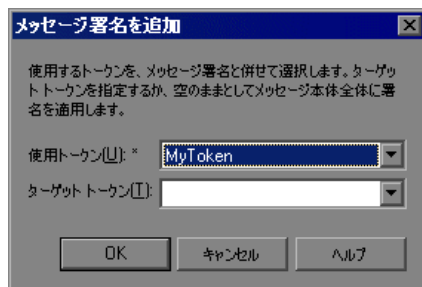 メッセージ署名を追加
使用するトークンを、メッセージ署名と併せて選択します。ターゲッ
トトークンを指定するか、空のままとしてメッセージ本体全体に署
名を適用します。
使用トークン(U): * MyToken
ターゲットトークン(T):
OK キャンセル ヘルプ